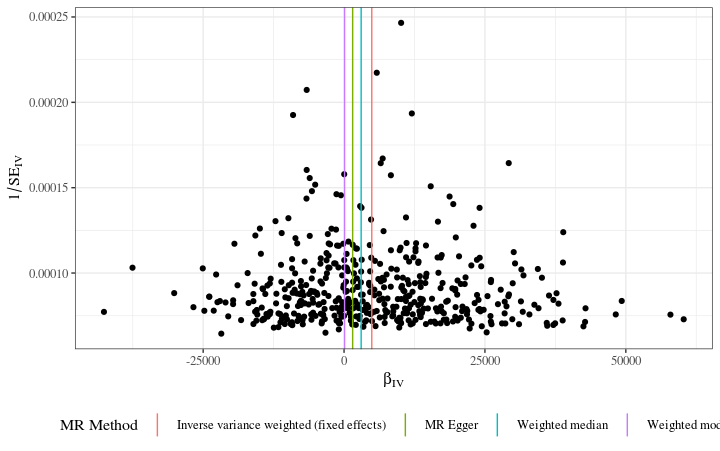 0.00025
0.00020
0.00015
0.00010
1/SE_IV
-25000 0 25000 50000
β_IV
MR Method Inverse variance weighted (fixed effects) MR Egger Weighted median Weighted mod